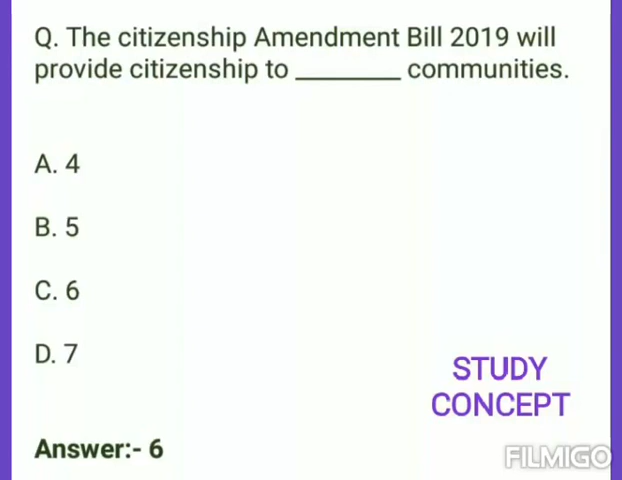 Q. The citizenship Amendment Bill 2019 will
provide citizenship to ________ communities.
A. 4
B. 5
C. 6
D. 7
STUDY
CONCEPT
Answer:- 6
FILMIGO